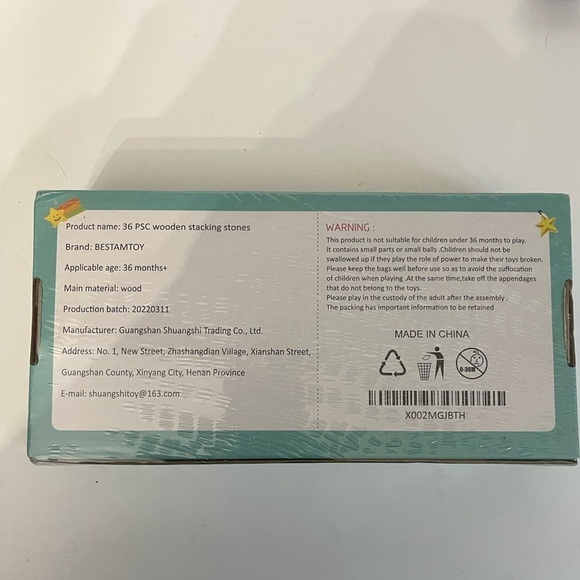 Product name: 36 PSC wooden stacking stones
Brand: BESTAMTOY
Applicable age: 36 months+
Main material: wood
Production batch: 20220311
Manufacturer: Guangshan Shuangshi Trading Co., Ltd.
Address: No. 1, New Street, Zhashangdian Village, Xianshan Street,
Guangshan County, Xinyang City, Henan Province
E-mail: shuangshitoy@163.com
WARNING :
This product is not suitable for children under 36 months to play.
It contains small parts or small balls .Children should not be
swallowed up if they play the role of power to make their toys broken.
Please keep the bags well before use so as to avoid the suffocation
of children when playing .At the same time,take off the appendages
that do not belong to the toys.
Please play in the custody of the adult after the assembly .
The packing has important information to be retained
MADE IN CHINA
0-36M
X002MGJBTH